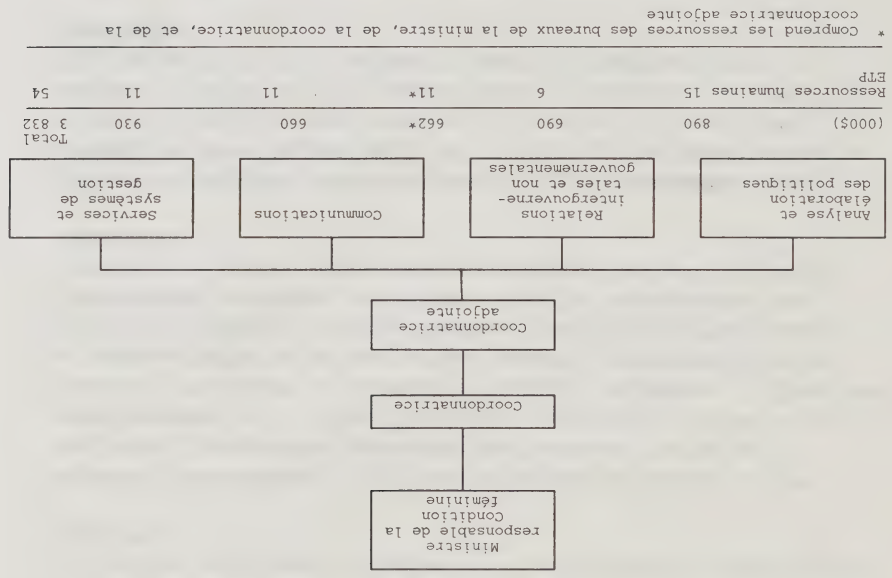 Ministre
responsable de la
Condition
féminine
Coordonnatrice
Coordonnatrice
adjointe
Analyse et
élaboration
des politiques
Relations
intergouverne-
tales et non
gouvernementales
Communications
Services et
systèmes de
gestion
Total
(000$) 890 690 662* 660 930 3 832
Ressources humaines 15 6 11* 11 11 54
ETP
* Comprend les ressources des bureaux de la ministre, de la coordonnatrice, et de la
coordonnatrice adjointe